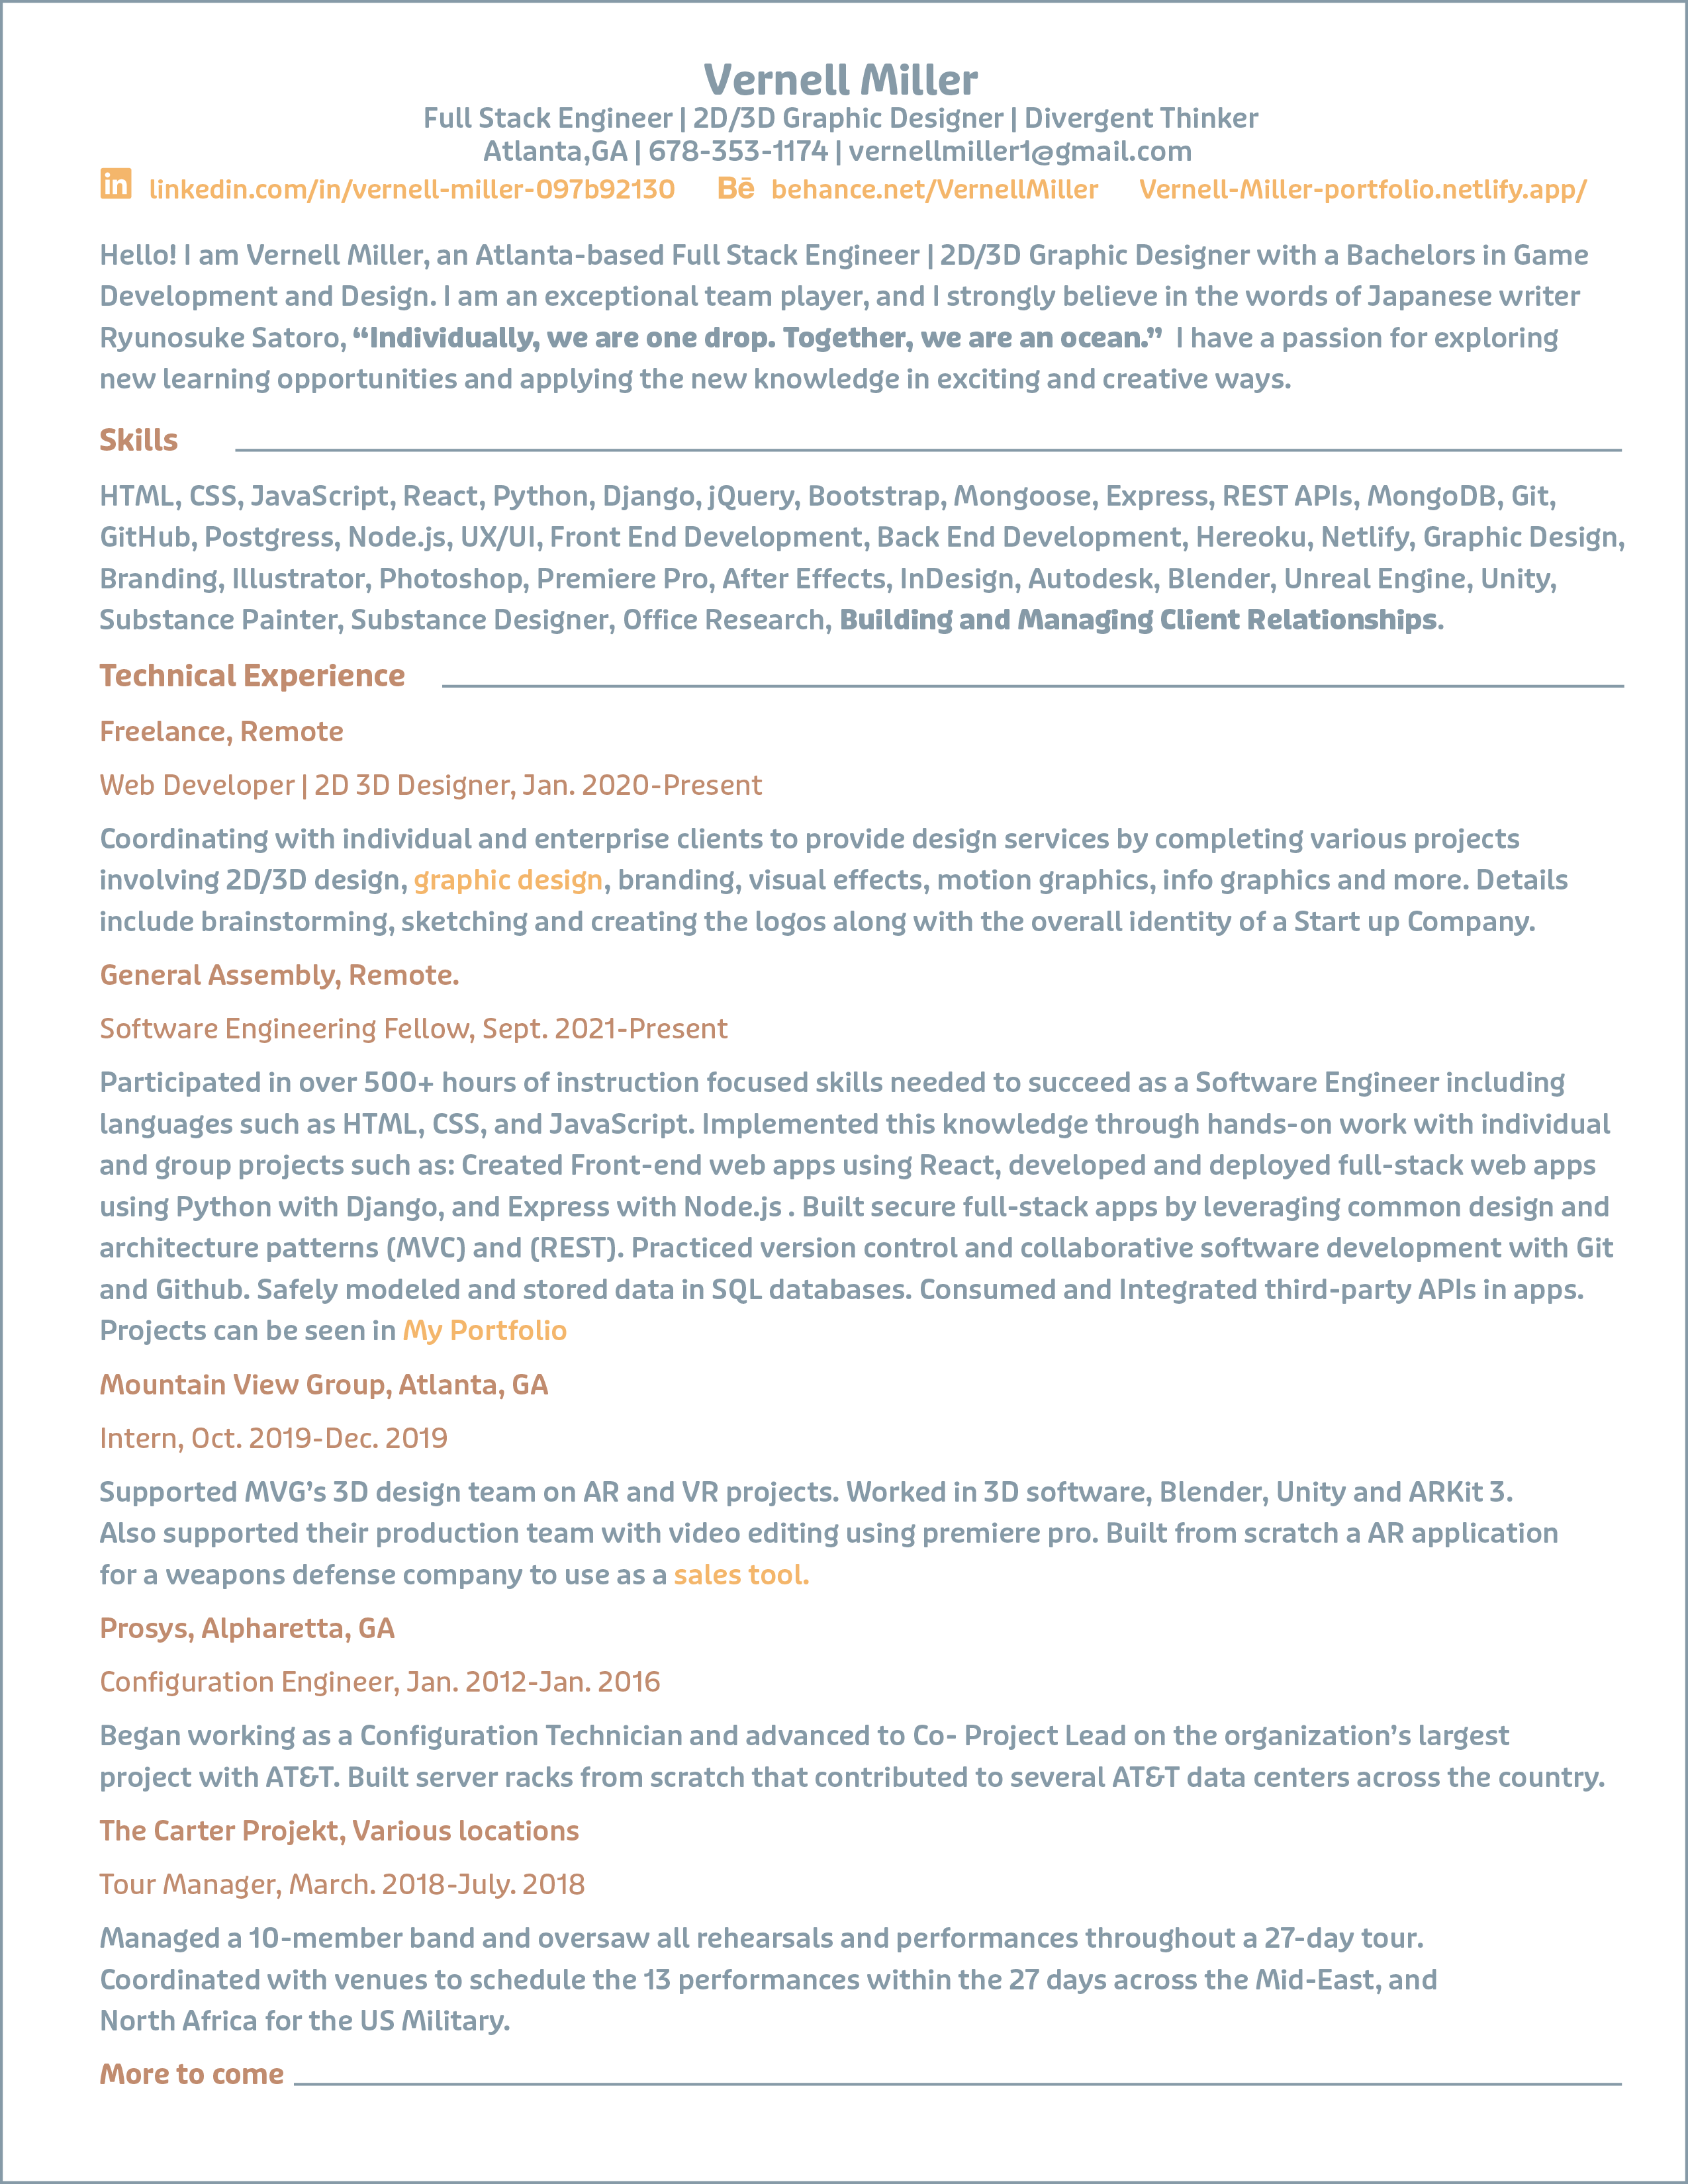 Vernell Miller
Full Stack Engineer | 2D/3D Graphic Designer | Divergent Thinker
Atlanta,GA | 678-353-1174 | vernellmiller1@gmail.com
in linkedin.com/in/vernell-miller-097b92130 Bē behance.net/VernellMiller Vernell-Miller-portfolio.netlify.app/
Hello! I am Vernell Miller, an Atlanta-based Full Stack Engineer | 2D/3D Graphic Designer with a Bachelors in Game
Development and Design. I am an exceptional team player, and I strongly believe in the words of Japanese writer
Ryunosuke Satoro, “Individually, we are one drop. Together, we are an ocean.” I have a passion for exploring
new learning opportunities and applying the new knowledge in exciting and creative ways.
Skills
HTML, CSS, JavaScript, React, Python, Django, jQuery, Bootstrap, Mongoose, Express, REST APIs, MongoDB, Git,
GitHub, Postgress, Node.js, UX/UI, Front End Development, Back End Development, Hereoku, Netlify, Graphic Design,
Branding, Illustrator, Photoshop, Premiere Pro, After Effects, InDesign, Autodesk, Blender, Unreal Engine, Unity,
Substance Painter, Substance Designer, Office Research, Building and Managing Client Relationships.
Technical Experience
Freelance, Remote
Web Developer | 2D 3D Designer, Jan. 2020-Present
Coordinating with individual and enterprise clients to provide design services by completing various projects
involving 2D/3D design, graphic design, branding, visual effects, motion graphics, info graphics and more. Details
include brainstorming, sketching and creating the logos along with the overall identity of a Start up Company.
General Assembly, Remote.
Software Engineering Fellow, Sept. 2021-Present
Participated in over 500+ hours of instruction focused skills needed to succeed as a Software Engineer including
languages such as HTML, CSS, and JavaScript. Implemented this knowledge through hands-on work with individual
and group projects such as: Created Front-end web apps using React, developed and deployed full-stack web apps
using Python with Django, and Express with Node.js . Built secure full-stack apps by leveraging common design and
architecture patterns (MVC) and (REST). Practiced version control and collaborative software development with Git
and Github. Safely modeled and stored data in SQL databases. Consumed and Integrated third-party APIs in apps.
Projects can be seen in My Portfolio
Mountain View Group, Atlanta, GA
Intern, Oct. 2019-Dec. 2019
Supported MVG’s 3D design team on AR and VR projects. Worked in 3D software, Blender, Unity and ARKit 3.
Also supported their production team with video editing using premiere pro. Built from scratch a AR application
for a weapons defense company to use as a sales tool.
Prosys, Alpharetta, GA
Configuration Engineer, Jan. 2012-Jan. 2016
Began working as a Configuration Technician and advanced to Co- Project Lead on the organization’s largest
project with AT&T. Built server racks from scratch that contributed to several AT&T data centers across the country.
The Carter Projekt, Various locations
Tour Manager, March. 2018-July. 2018
Managed a 10-member band and oversaw all rehearsals and performances throughout a 27-day tour.
Coordinated with venues to schedule the 13 performances within the 27 days across the Mid-East, and
North Africa for the US Military.
More to come